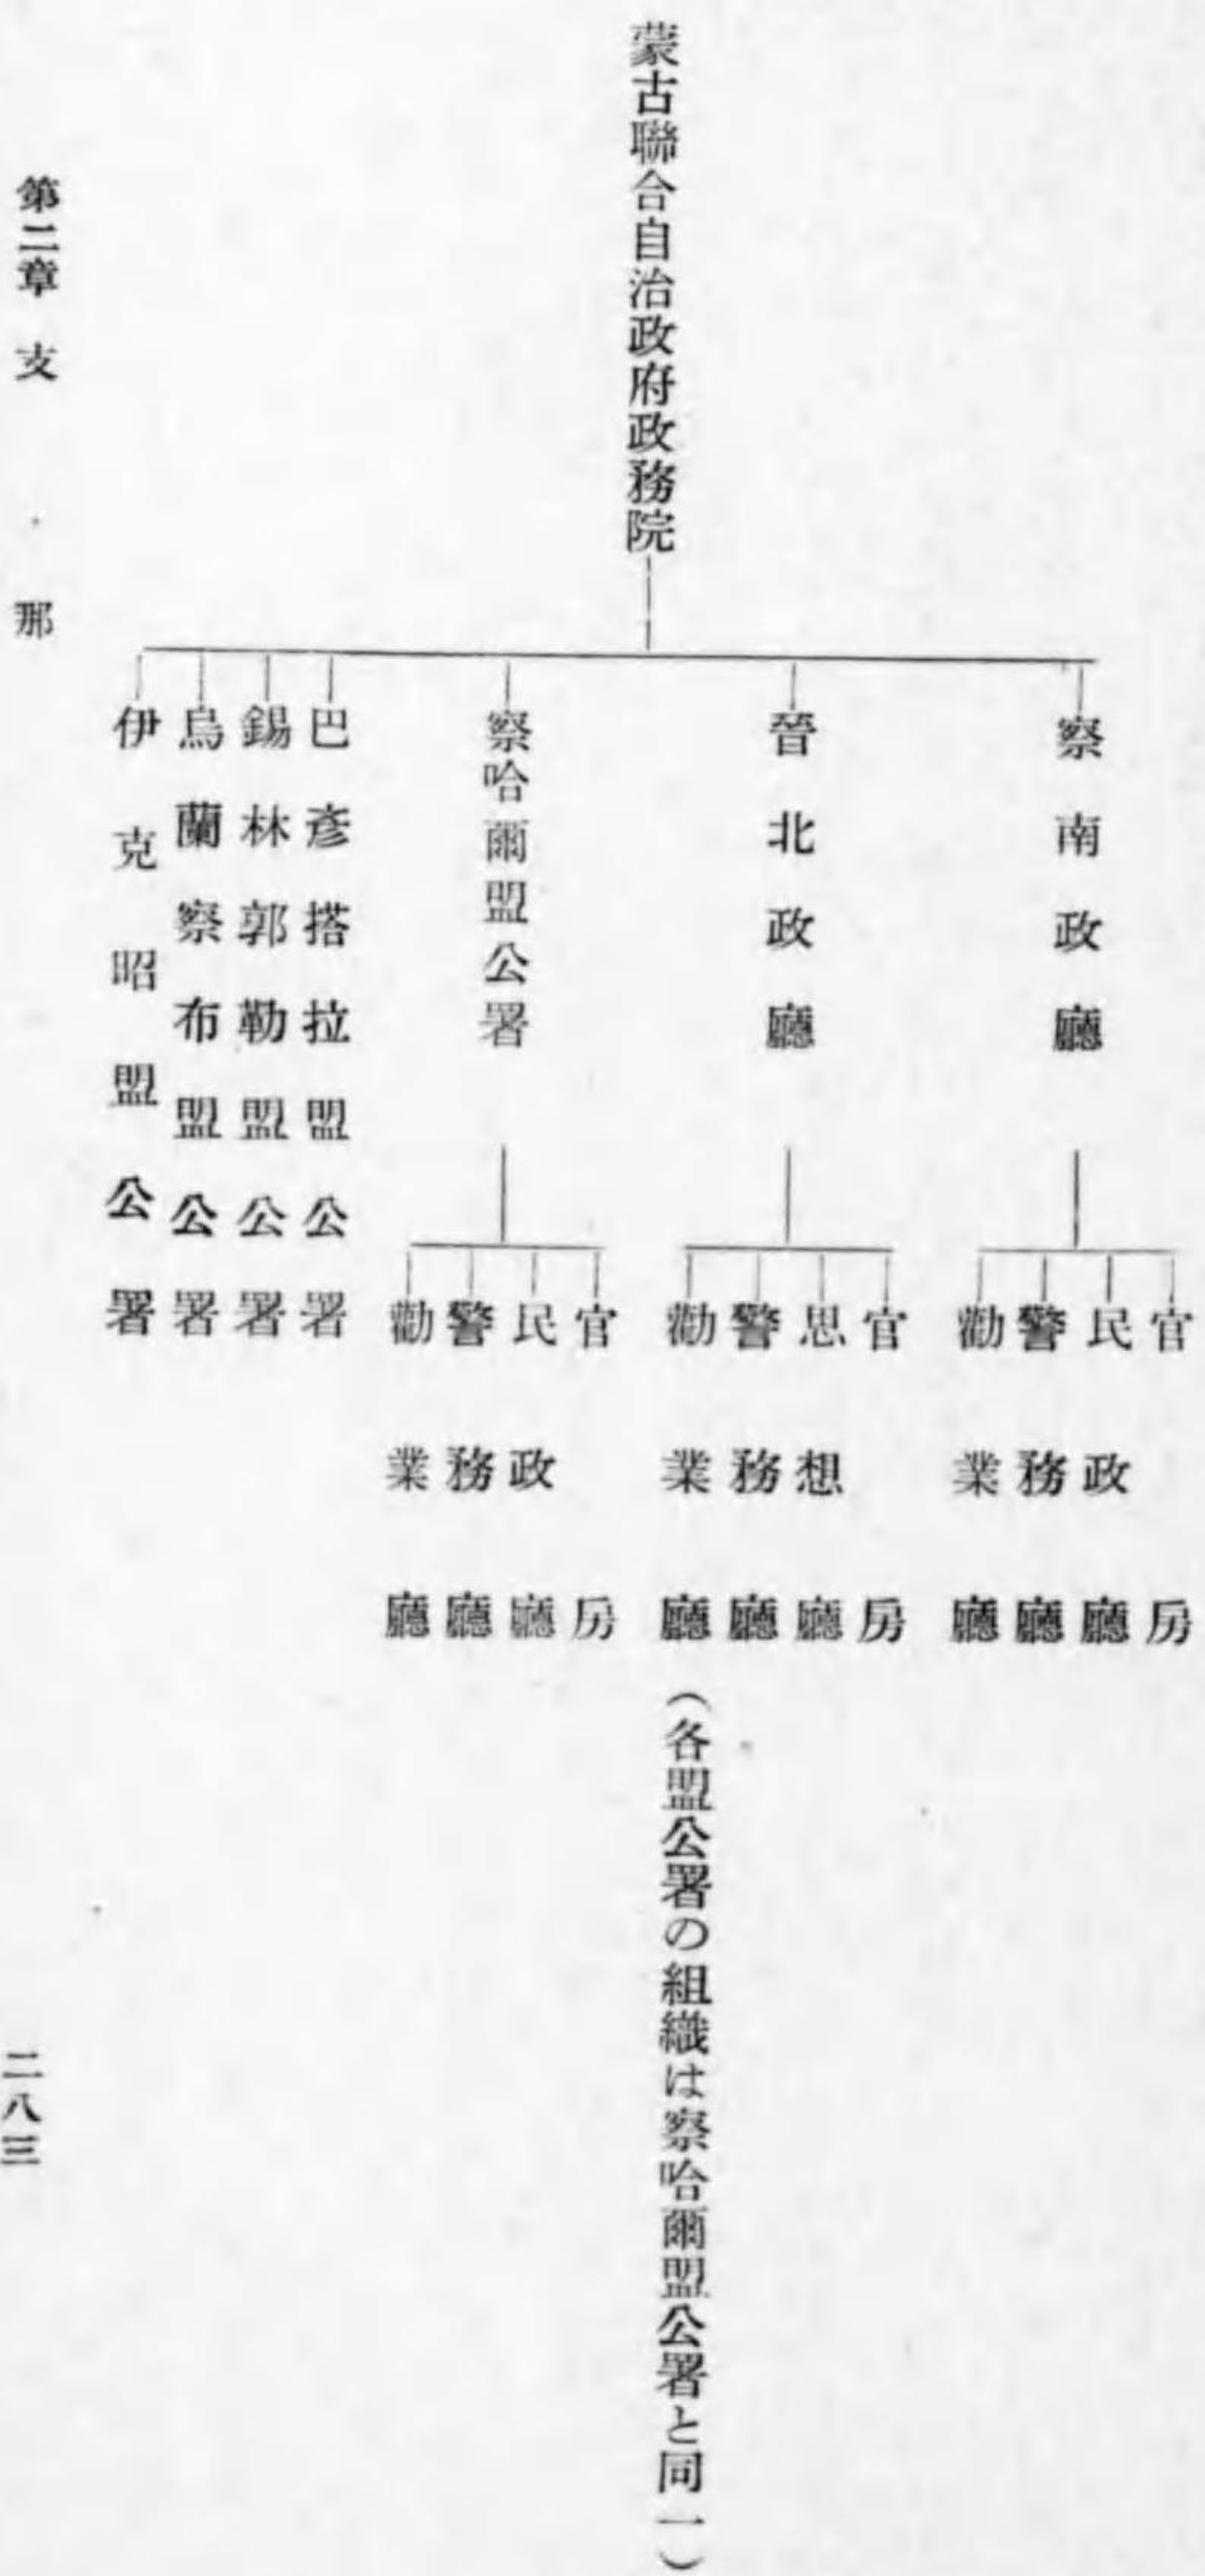 蒙古聯合自治政府政務院
察南政廳
官房
民政廳
警務廳
勸業廳
晉北政廳
官房
思想廳
警務廳
勸業廳
察哈爾盟公署
官房
民政廳
警務廳
勸業廳
巴彥搭拉盟公署
錫林郭勒盟公署
烏蘭察布盟公署
伊克昭盟公署
（各盟公署の組織は察哈爾盟公署と同一）
第二章 支那
二八三